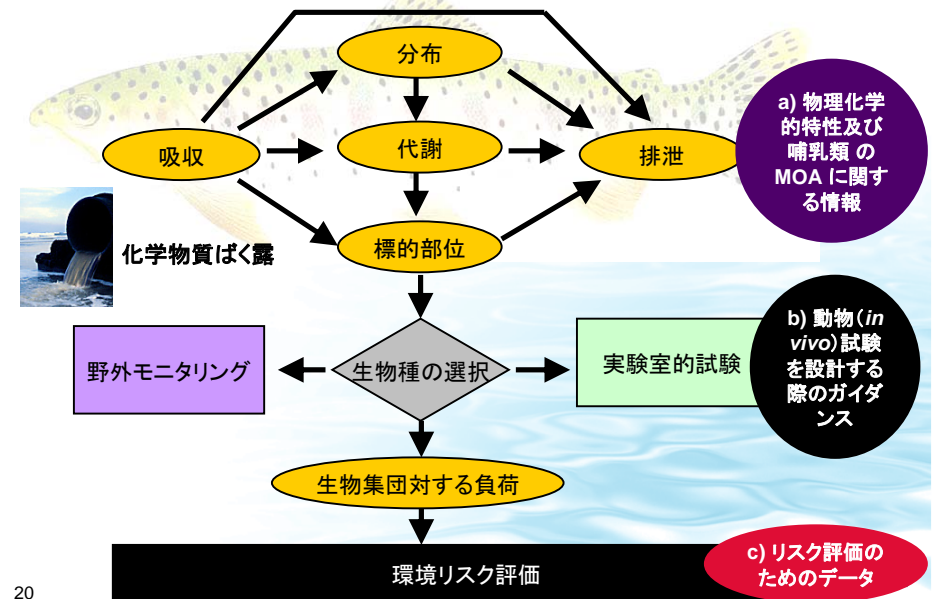 分布
吸収
代謝
排泄
標的部位
a) 物理化学
的特性及び
哺乳類 の
MOA に関す
る情報
化学物質ばく露
野外モニタリング
生物種の選択
実験室的試験
b) 動物（in
vivo）試験
を設計する
際のガイダ
ンス
生物集団対する負荷
環境リスク評価
c) リスク評価の
ためのデータ
20